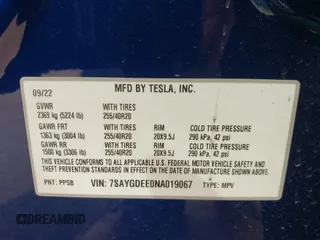 09/22 MFD BY TESLA, INC.
GVWR WITH TIRES
2369 kg (5224 lb) 255/40R20
GAWR FRT WITH TIRES RIM COLD TIRE PRESSURE
1363 kg (3004 lb) 255/40R20 20X9.5J 290 kPa, 42 psi
GAWR RR WITH TIRES RIM COLD TIRE PRESSURE
1500 kg (3306 lb) 255/40R20 20X9.5J 290 kPa, 42 psi
THIS VEHICLE CONFORMS TO ALL APPLICABLE U.S. FEDERAL MOTOR VEHICLE
SAFETY AND THEFT PREVENTION STANDARDS IN EFFECT ON THE DATE OF
MANUFACTURE SHOWN ABOVE.
PNT: PPSB VIN: 7SAYGDEE0NA019067 TYPE: MPV
© AUTOBIDMASTER